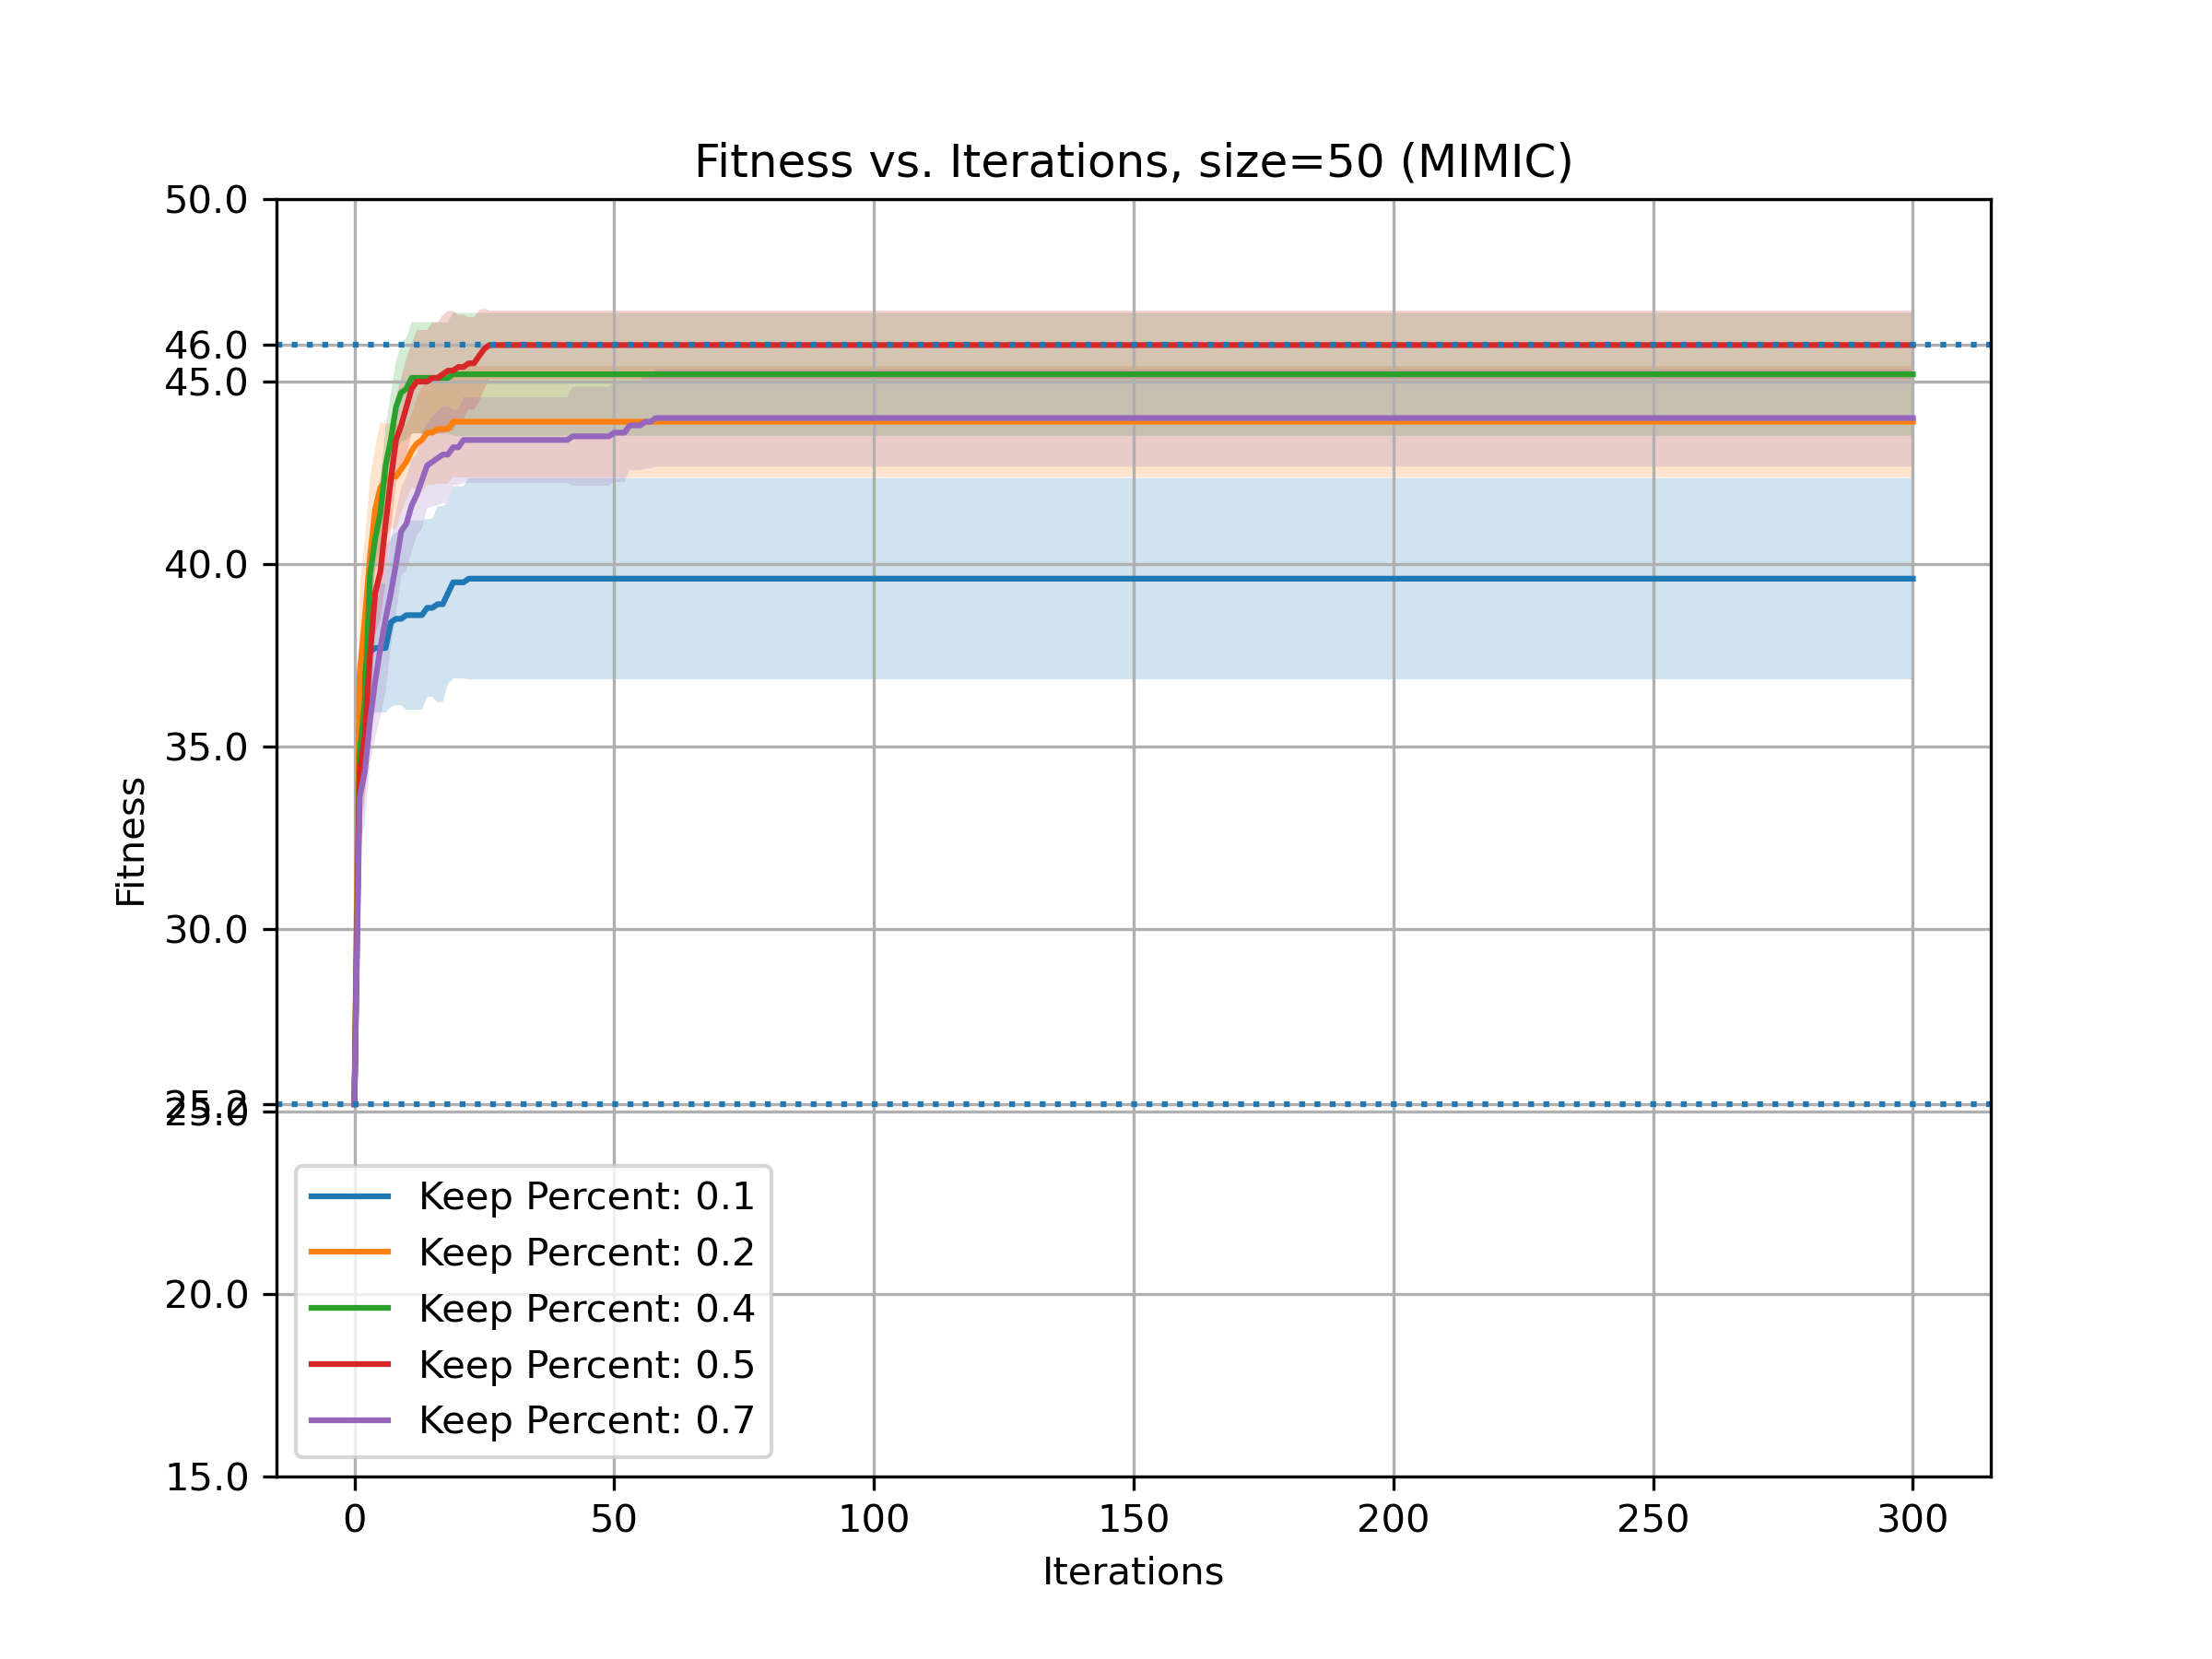 Fitness vs. Iterations, size=50 (MIMIC)
50.0
46.0
45.0
40.0
35.0
Fitness
30.0
25.2
25.0
20.0
15.0
Keep Percent: 0.1
Keep Percent: 0.2
Keep Percent: 0.4
Keep Percent: 0.5
Keep Percent: 0.7
0 50 100 150 200 250 300
Iterations